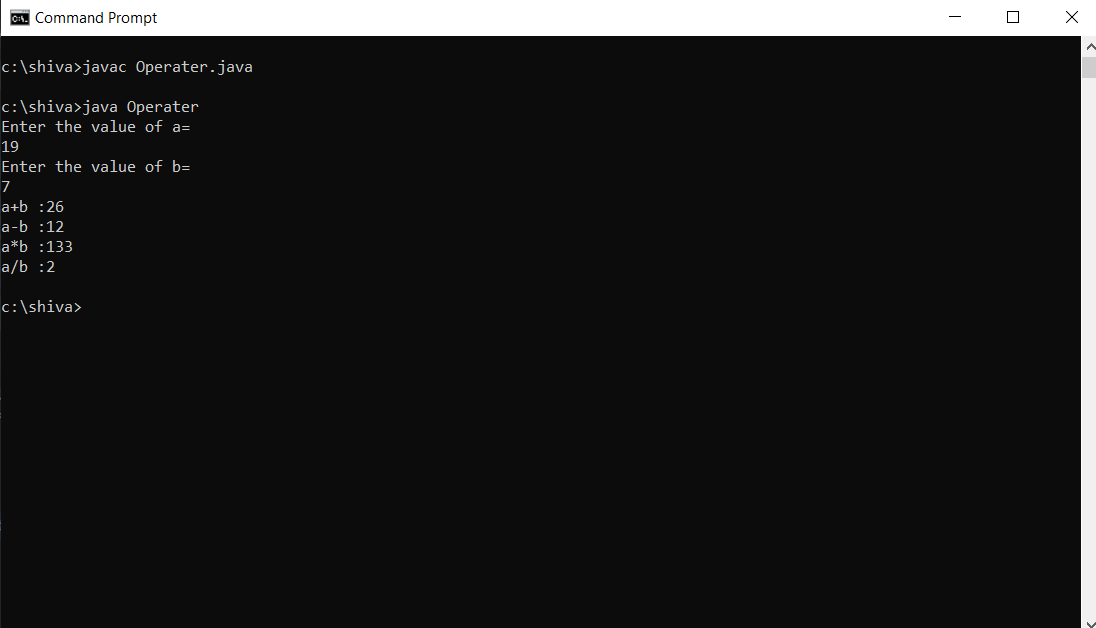 Command Prompt
c:\shiva>javac Operater.java
c:\shiva>java Operater
Enter the value of a=
19
Enter the value of b=
7
a+b :26
a-b :12
a*b :133
a/b :2
c:\shiva>